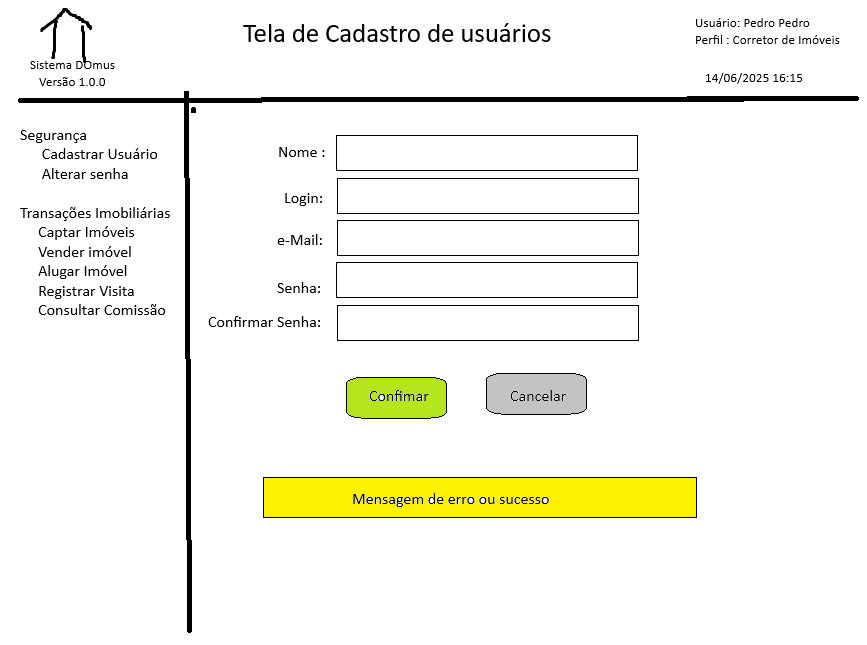 Tela de Cadastro de usuários
Usuário: Pedro Pedro
Perfil : Corretor de Imóveis
14/06/2025 16:15
Sistema DOmus
Versão 1.0.0
Segurança
Cadastrar Usuário
Alterar senha
Transações Imobiliárias
Captar Imóveis
Vender imóvel
Alugar Imóvel
Registrar Visita
Consultar Comissão
Nome :
Login:
e-Mail:
Senha:
Confirmar Senha:
Confimar
Cancelar
Mensagem de erro ou sucesso